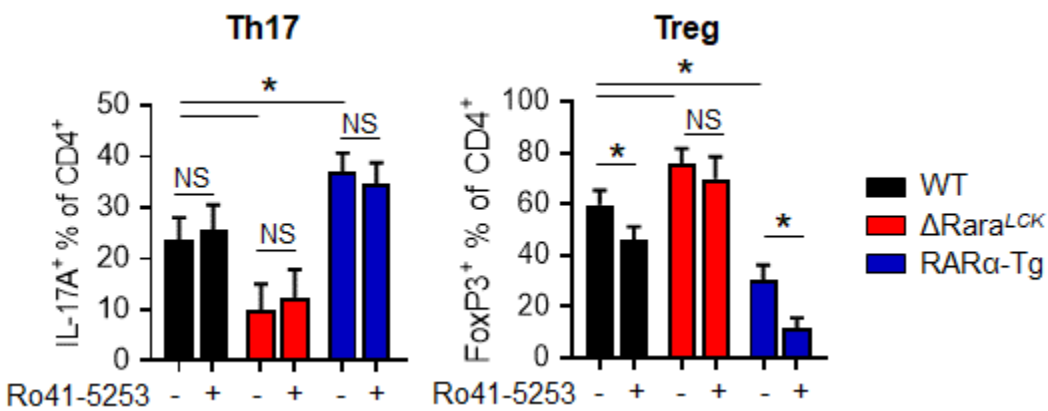 Th17
Treg
IL-17A⁺ % of CD4⁺
50
40
30
20
10
0
*
NS
NS
NS
Ro41-5253 - + - + - +
FoxP3⁺ % of CD4⁺
100
80
60
40
20
0
*
*
NS
*
Ro41-5253 - + - + - +
WT
ΔRara^LCK
RARα-Tg